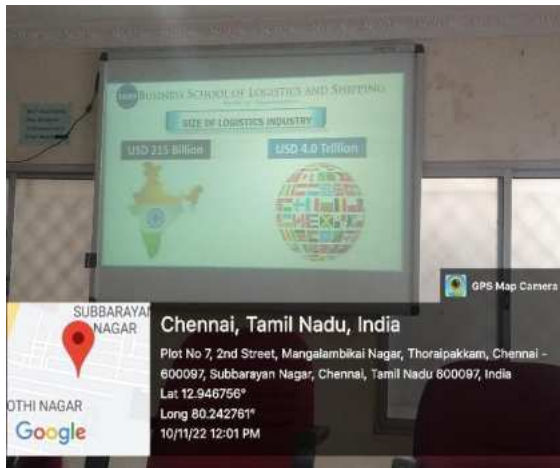 BUSINESS SCHOOL OF LOGISTICS AND SHIPPING
SIZE OF LOGISTICS INDUSTRY
USD 215 Billion
USD 4.0 Trillion
GPS Map Camera
SUBBARAYAN
NAGAR
OTHI NAGAR
Google
Chennai, Tamil Nadu, India
Plot No 7, 2nd Street, Mangalambikai Nagar, Thoraipakkam, Chennai -
600097, Subbarayan Nagar, Chennai, Tamil Nadu 600097, India
Lat 12.946756°
Long 80.242761°
10/11/22 12:01 PM